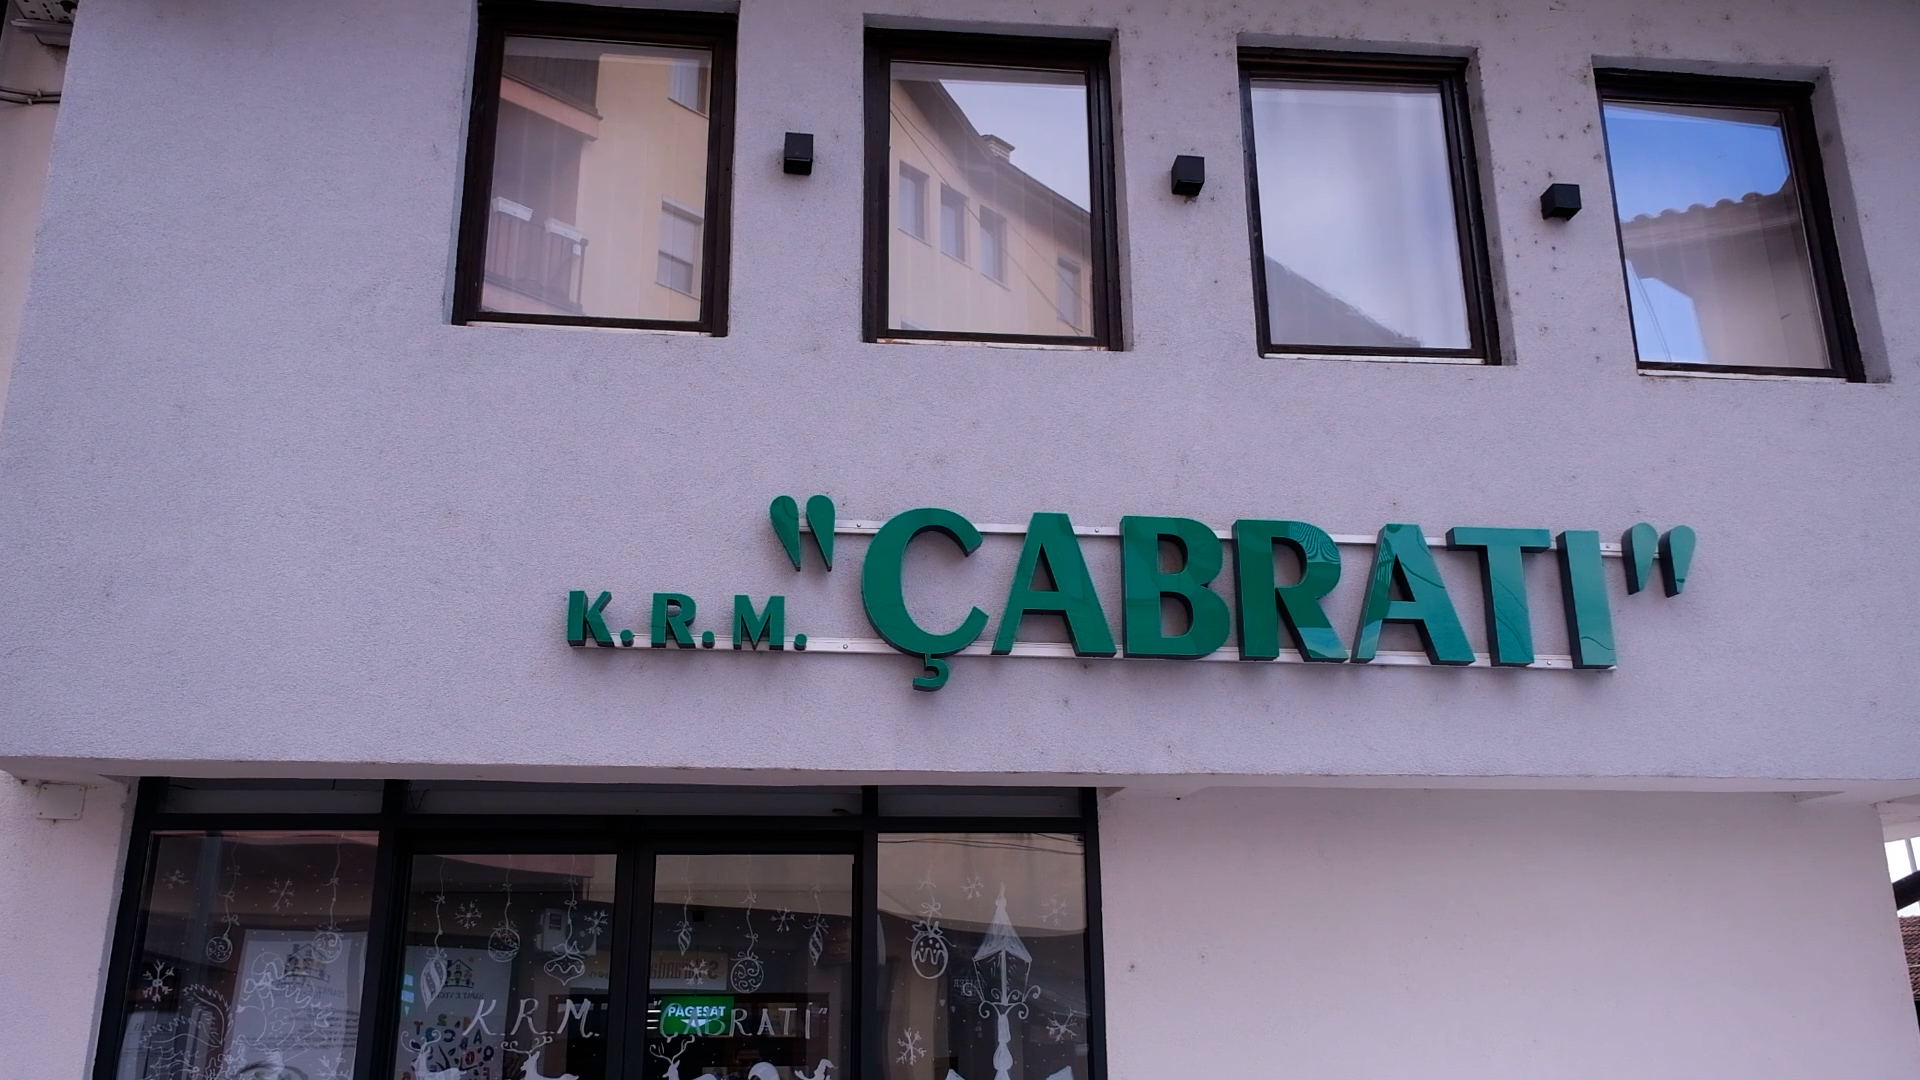 K.R.M. "ÇABRATI"
K.R.M. "ÇABRATI"
PAGESAT